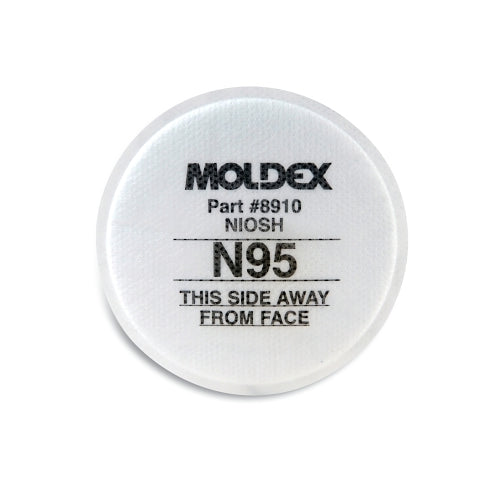 MOLDEX
Part #8910
NIOSH
N95
THIS SIDE AWAY
FROM FACE